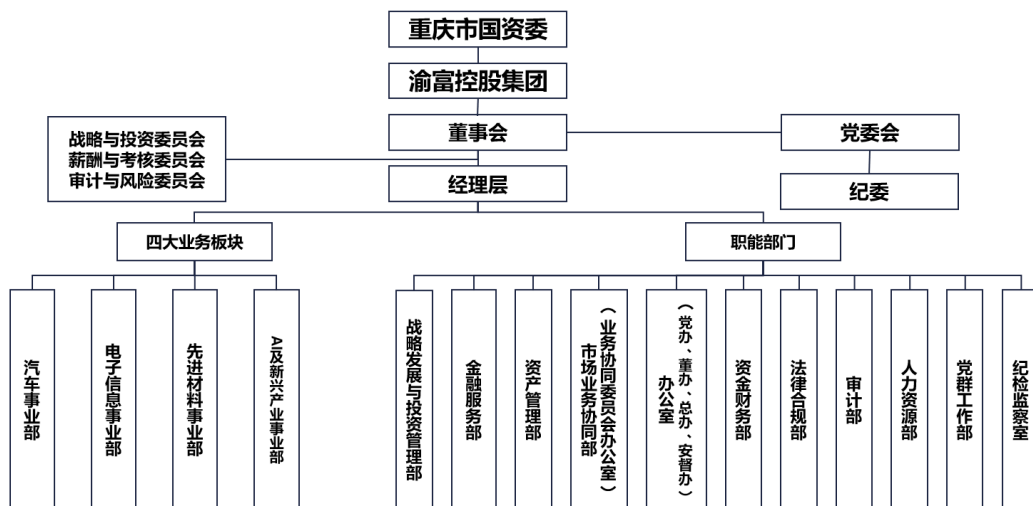 重庆市国资委
渝富控股集团
董事会
党委会
战略与投资委员会
薪酬与考核委员会
审计与风险委员会
经理层
纪委
四大业务板块
职能部门
汽车事业部
电子信息事业部
先进材料事业部
AI及新兴产业事业部
战略发展与投资管理部
金融服务部
资产管理部
市场业务协同部
（业务协同委员会办公室）
办公室
（党办、董办、总办、安督办）
资金财务部
法律合规部
审计部
人力资源部
党群工作部
纪检监察室